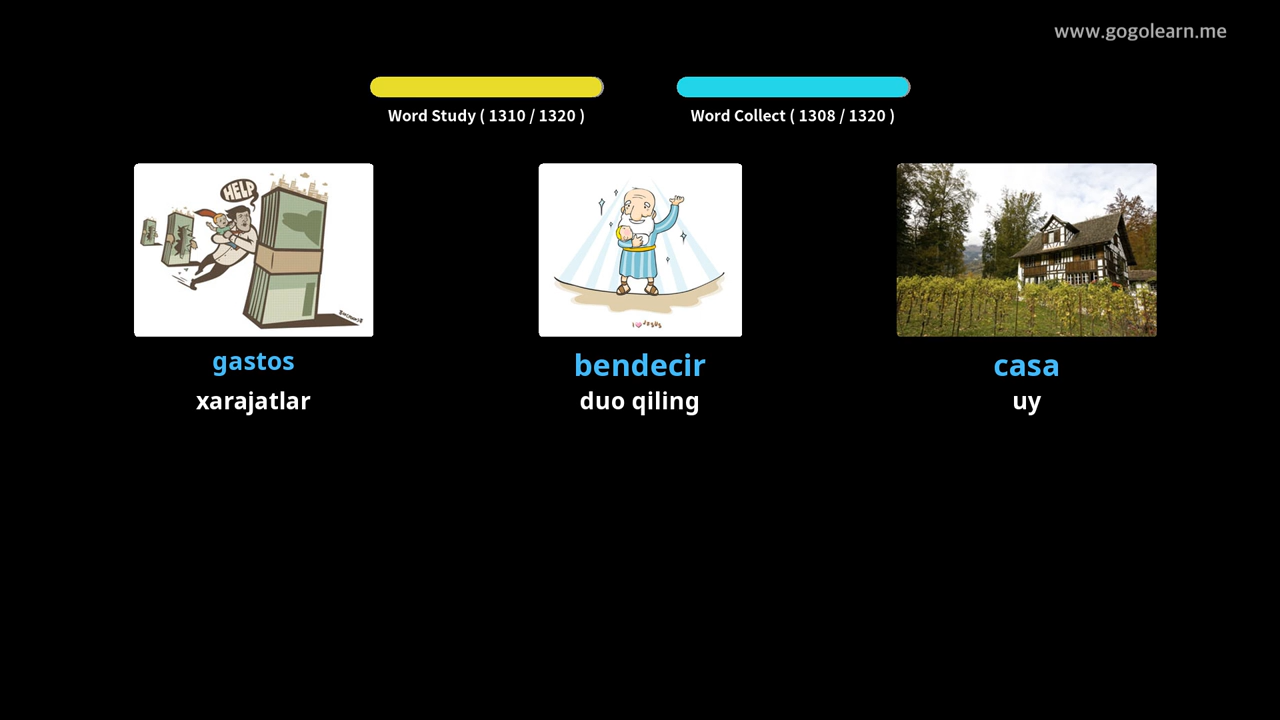 www.gogolearn.me
Word Study ( 1310 / 1320 )
Word Collect ( 1308 / 1320 )
HELP
I ❤ JESUS
gastos
bendecir
casa
xarajatlar
duo qiling
uy